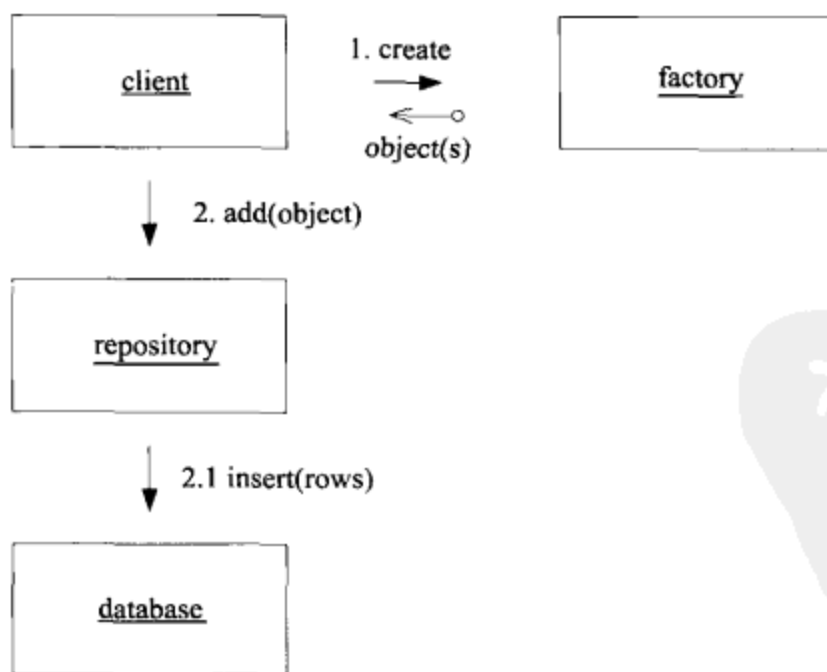 1. create
client
factory
object(s)
2. add(object)
repository
2.1 insert(rows)
database